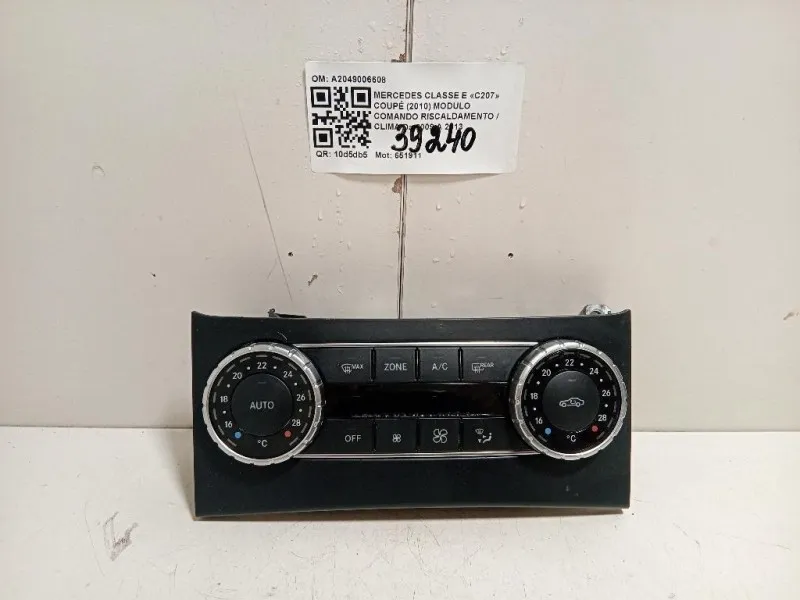 OM: A2049006608
MERCEDES CLASSE E «C207»
COUPÉ (2010) MODULO
COMANDO RISCALDAMENTO /
39240
QR: 10d5db5 Mot: 651911
MAX ZONE A/C REAR
16 18 20 22 24 26 28
AUTO
°C
16 18 20 22 24 26 28
°C
OFF